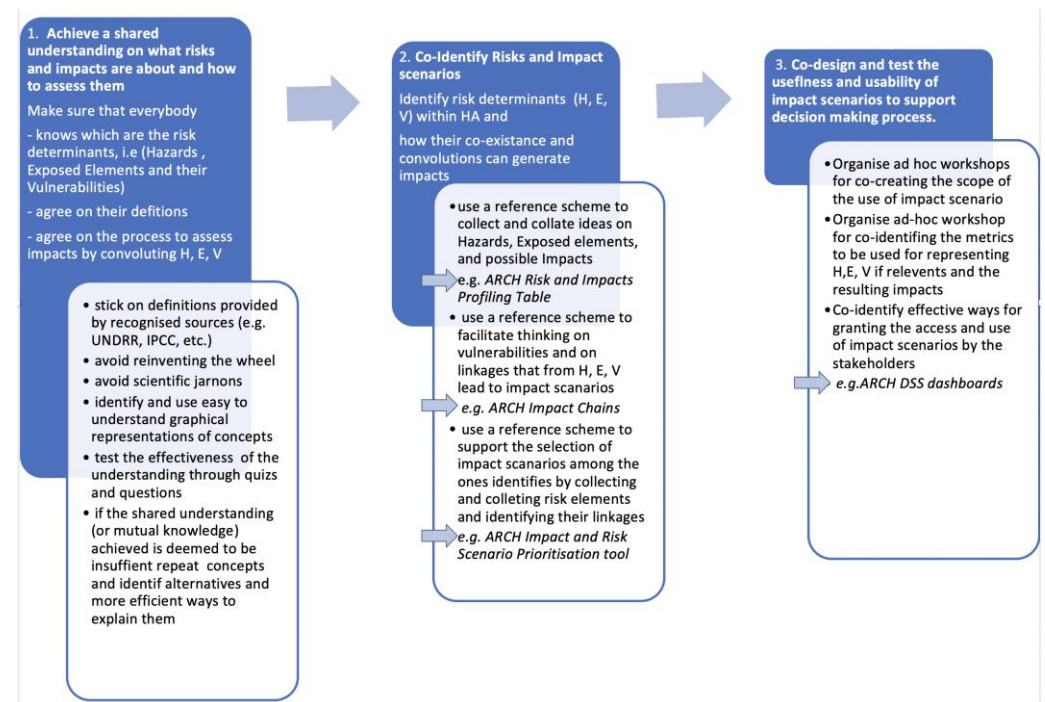 1. Achieve a shared
understanding on what risks
and impacts are about and how
to assess them
Make sure that everybody
- knows which are the risk
determinants, i.e (Hazards ,
Exposed Elements and their
Vulnerabilities)
- agree on their defitions
- agree on the process to assess
impacts by convoluting H, E, V
• stick on definitions provided
by recognised sources (e.g.
UNDRR, IPCC, etc.)
• avoid reinventing the wheel
• avoid scientific jarnons
• identify and use easy to
understand graphical
representations of concepts
• test the effectiveness of the
understanding through quizs
and questions
• if the shared understanding
(or mutual knowledge)
achieved is deemed to be
insuffient repeat concepts
and identif alternatives and
more efficient ways to
explain them
2. Co-Identify Risks and Impact
scenarios
Identify risk determinants (H, E,
V) within HA and
how their co-existance and
convolutions can generate
impacts
• use a reference scheme to
collect and collate ideas on
Hazards, Exposed elements,
and possible Impacts
e.g. ARCH Risk and Impacts
Profiling Table
• use a reference scheme to
facilitate thinking on
vulnerabilities and on
linkages that from H, E, V
lead to impact scanarios
e.g. ARCH Impact Chains
• use a reference scheme to
support the selection of
impact scanarios among the
ones identifies by collecting
and colleting risk elements
and identifying their linkages
e.g. ARCH Impact and Risk
Scenario Prioritisation tool
3. Co-design and test the
useflness and usability of
impact scenarios to support
decision making process.
• Organise ad hoc workshops
for co-creating the scope of
the use of impact scenario
• Organise ad-hoc workshop
for co-identifing the metrics
to be used for representing
H,E, V if relevents and the
resulting impacts
• Co-identify effective ways for
granting the access and use
of impact scenarios by the
stakeholders
e.g.ARCH DSS dashboards